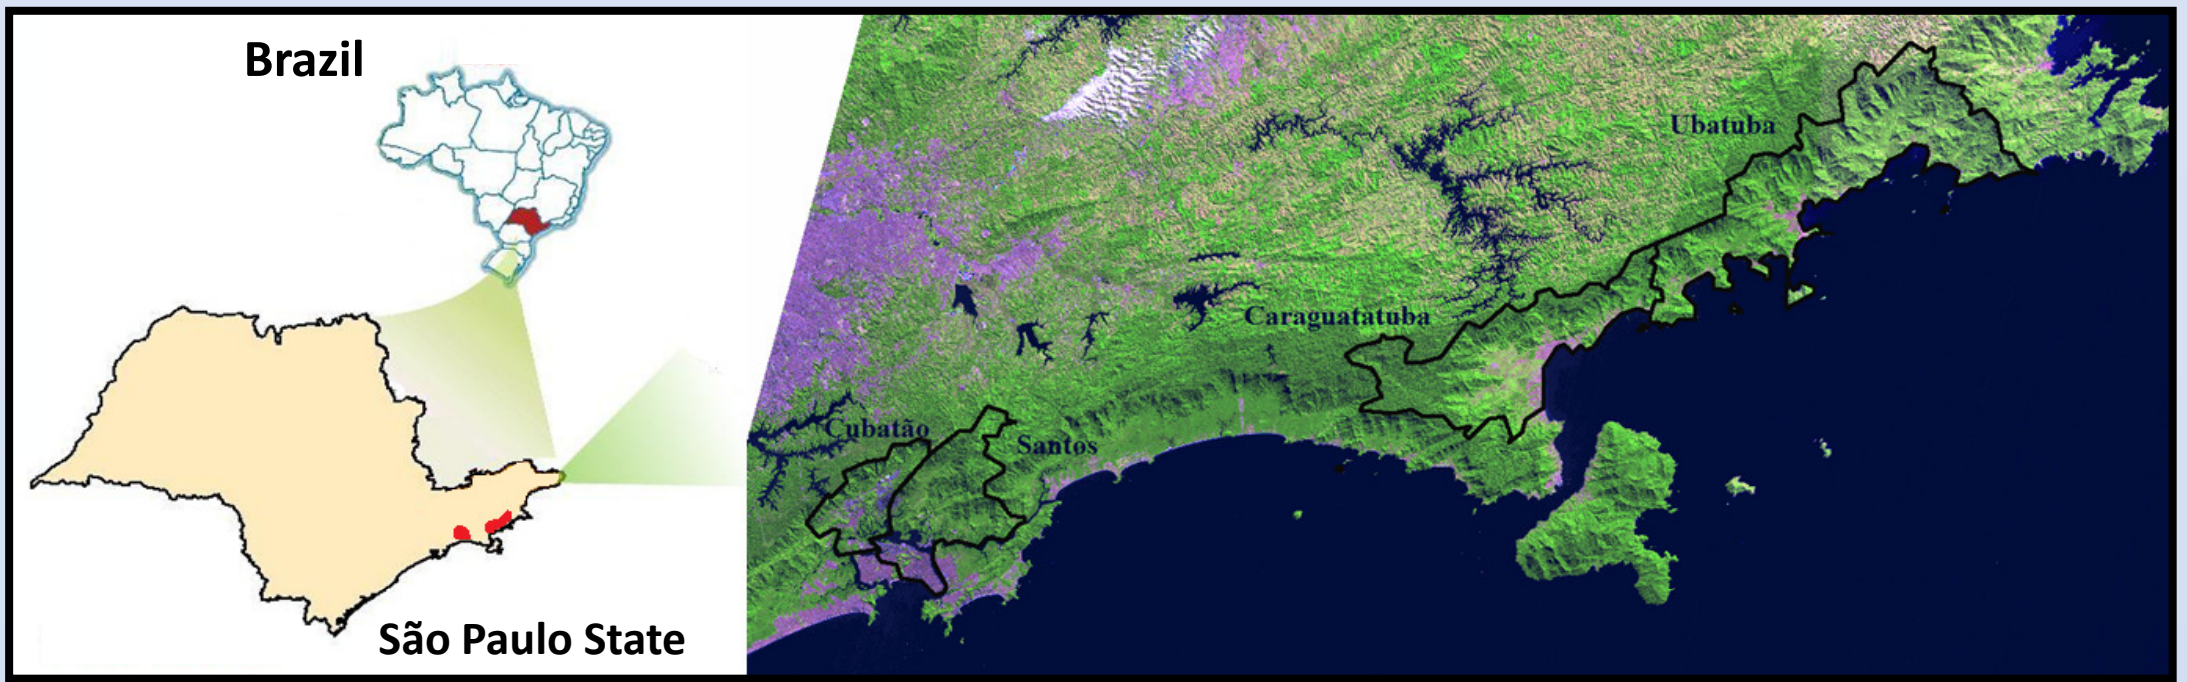 Brazil
São Paulo State
Ubatuba
Caraguatatuba
Cubatão
Santos